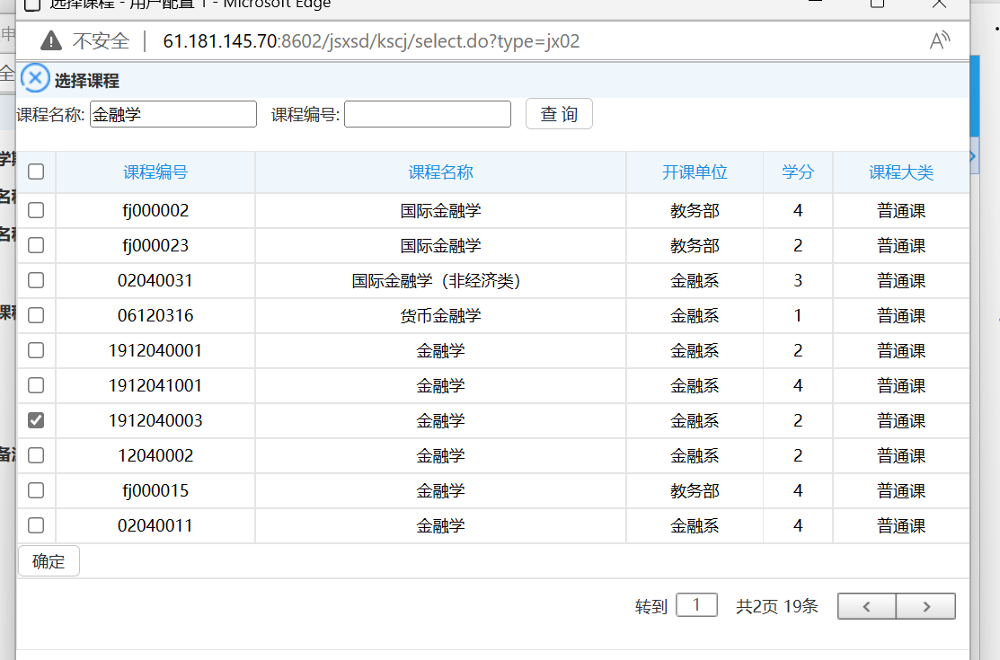 选择课程 - 用户配置 1 - Microsoft Edge
不安全 | 61.181.145.70:8602/jsxsd/kscj/select.do?type=jx02
选择课程
课程名称: 金融学 课程编号: 查 询
课程编号 课程名称 开课单位 学分 课程大类
fj000002 国际金融学 教务部 4 普通课
fj000023 国际金融学 教务部 2 普通课
02040031 国际金融学（非经济类） 金融系 3 普通课
06120316 货币金融学 金融系 1 普通课
1912040001 金融学 金融系 2 普通课
1912041001 金融学 金融系 4 普通课
1912040003 金融学 金融系 2 普通课
12040002 金融学 金融系 2 普通课
fj000015 金融学 教务部 4 普通课
02040011 金融学 金融系 4 普通课
确定
转到 1 共2页 19条